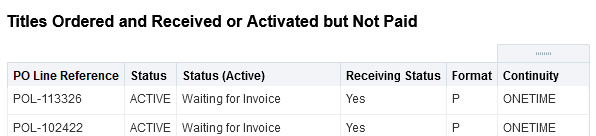 Titles Ordered and Received or Activated but Not Paid
PO Line Reference Status Status (Active) Receiving Status Format Continuity
POL-113326 ACTIVE Waiting for Invoice Yes P ONETIME
POL-102422 ACTIVE Waiting for Invoice Yes P ONETIME